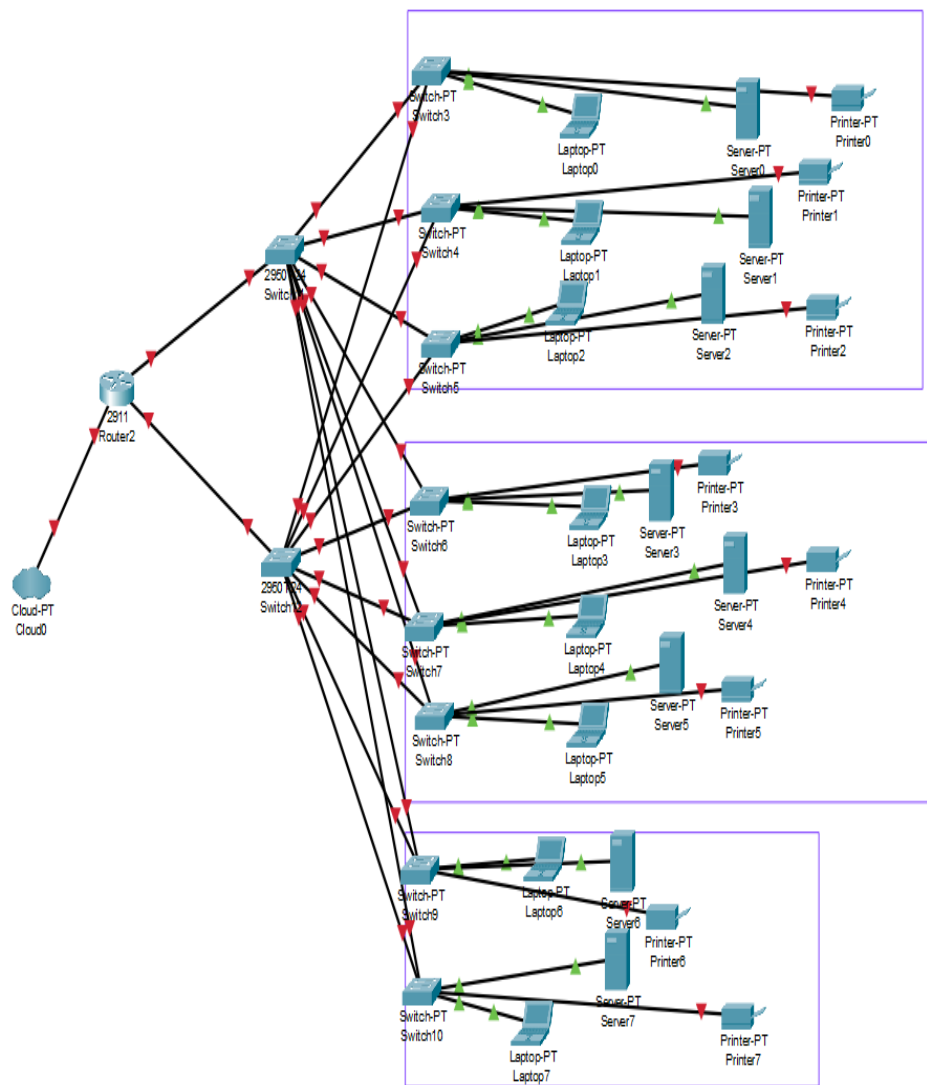 Switch-PT
Switch3
Laptop-PT
Laptop0
Server-PT
Server0
Printer-PT
Printer0
Printer-PT
Printer1
Switch-PT
Switch4
Laptop-PT
Laptop1
Server-PT
Server1
Switch-PT
Switch5
Laptop-PT
Laptop2
Server-PT
Server2
Printer-PT
Printer2
2911
Router2
Cloud-PT
Cloud0
Switch-PT
Switch6
Laptop-PT
Laptop3
Server-PT
Server3
Printer-PT
Printer3
Switch-PT
Switch7
Laptop-PT
Laptop4
Server-PT
Server4
Printer-PT
Printer4
Switch-PT
Switch8
Laptop-PT
Laptop5
Server-PT
Server5
Printer-PT
Printer5
Switch-PT
Switch9
Laptop-PT
Laptop6
Server-PT
Server6
Printer-PT
Printer6
Switch-PT
Switch10
Laptop-PT
Laptop7
Server-PT
Server7
Printer-PT
Printer7